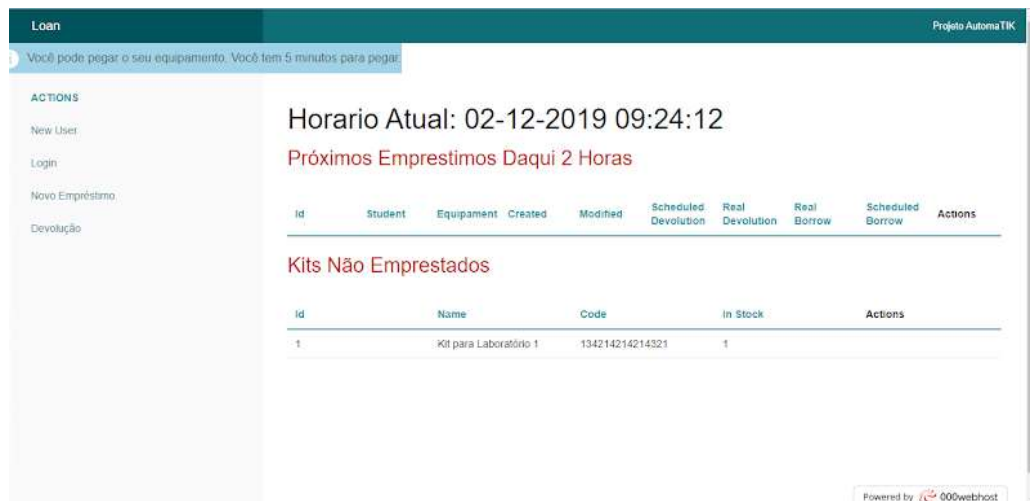 Loan
Projeto AutomaTIK
Você pode pegar o seu equipamento. Você tem 5 minutos para pegar.
ACTIONS
New User
Login
Novo Empréstimo
Devolução
Horario Atual: 02-12-2019 09:24:12
Próximos Emprestimos Daqui 2 Horas
Id Student Equipament Created Modified Scheduled Devolution Real Devolution Real Borrow Scheduled Borrow Actions
Kits Não Emprestados
Id Name Code In Stock Actions
1 Kit para Laboratório 1 134214214214321 1
Powered by 000webhost